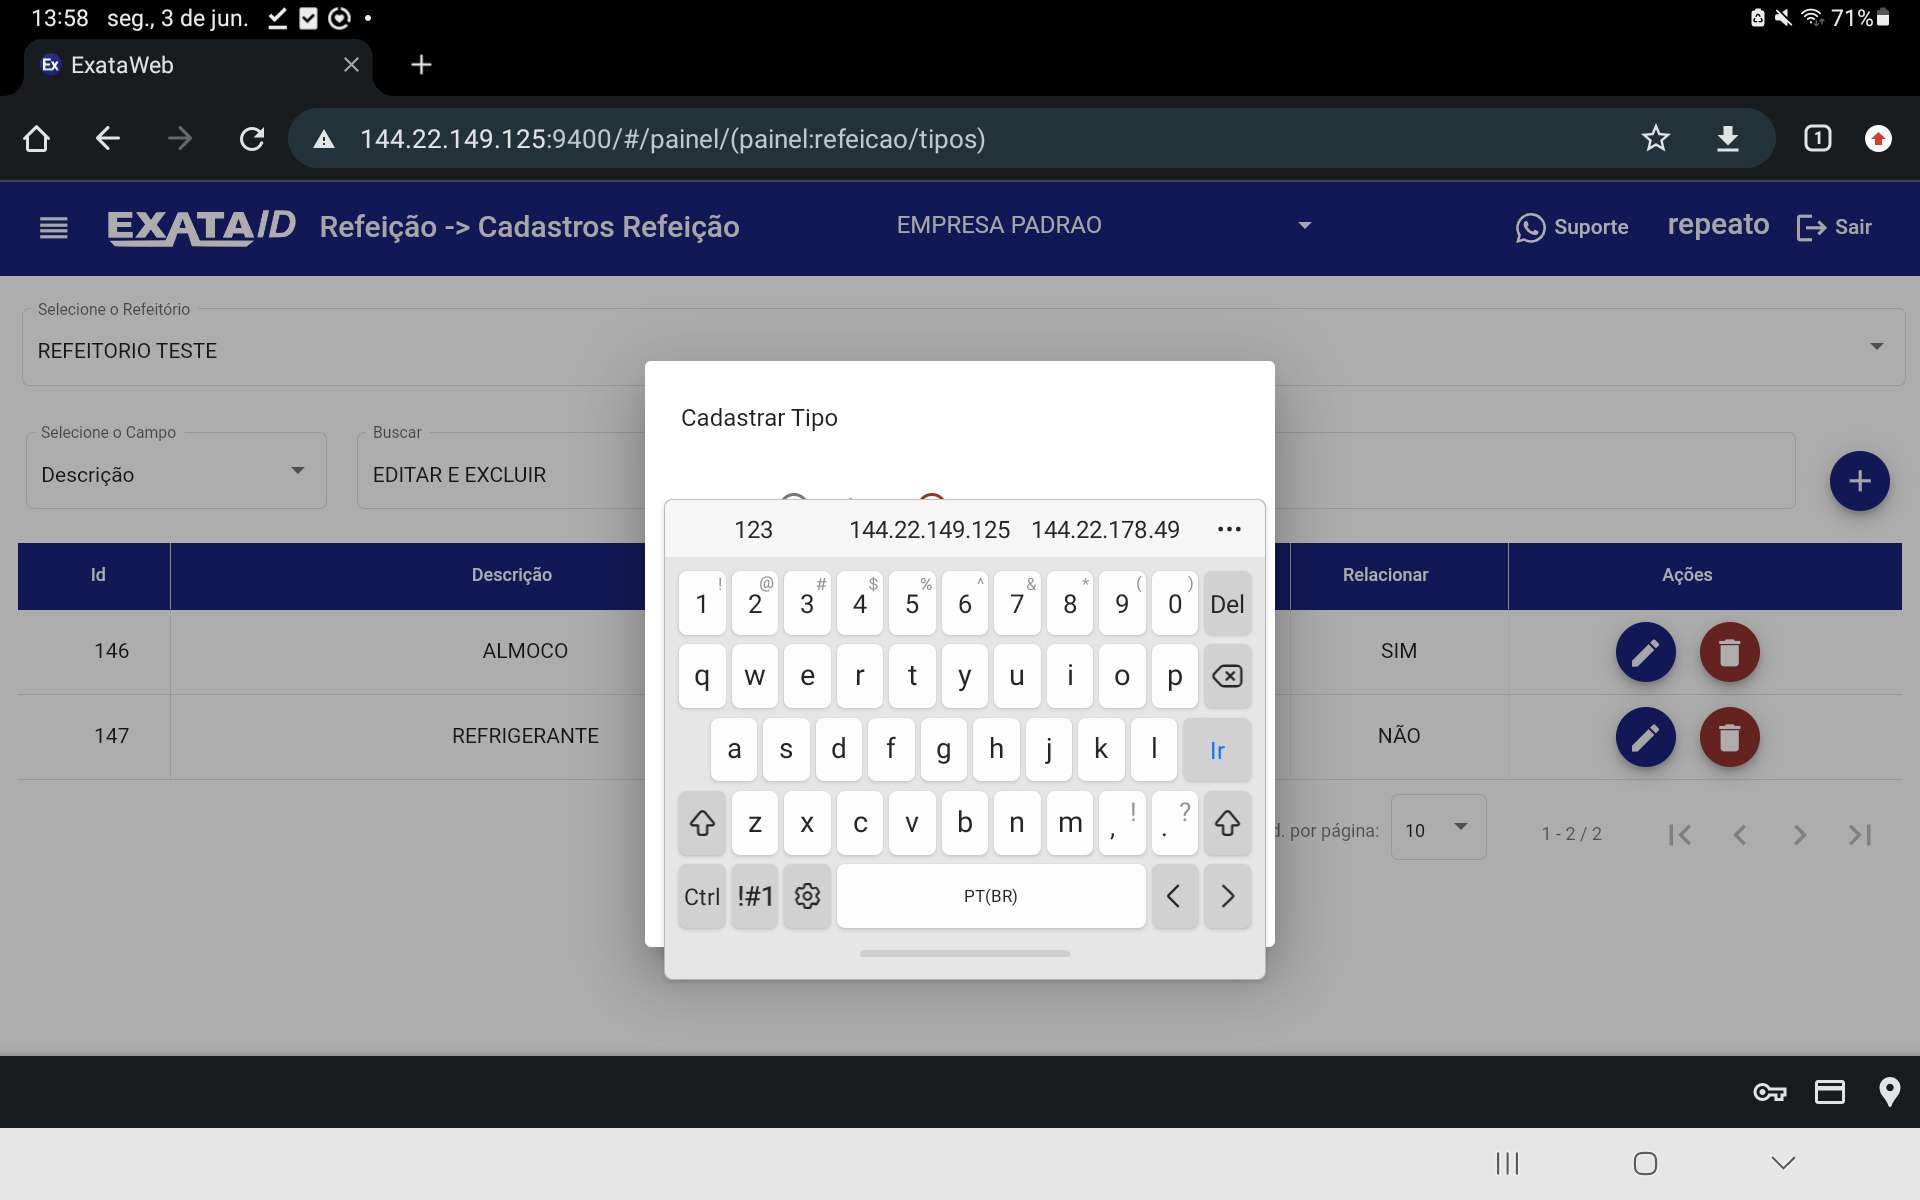 13:58 seg., 3 de jun. 71%
Ex ExataWeb
144.22.149.125:9400/#/painel/(painel:refeicao/tipos) 1
EXATA/ID Refeição -> Cadastros Refeição EMPRESA PADRAO Suporte repeato Sair
Selecione o Refeitório
REFEITORIO TESTE
Cadastrar Tipo
Selecione o Campo Buscar
Descrição EDITAR E EXCLUIR
123 144.22.149.125 144.22.178.49
Id Descrição Relacionar Ações
146 ALMOCO SIM
147 REFRIGERANTE NÃO
d. por página: 10 1 - 2 / 2
! @ # $ % ^ & * ( )
1 2 3 4 5 6 7 8 9 0 Del
q w e r t y u i o p
a s d f g h j k l Ir
z x c v b n m , ! . ?
Ctrl !#1 PT(BR)